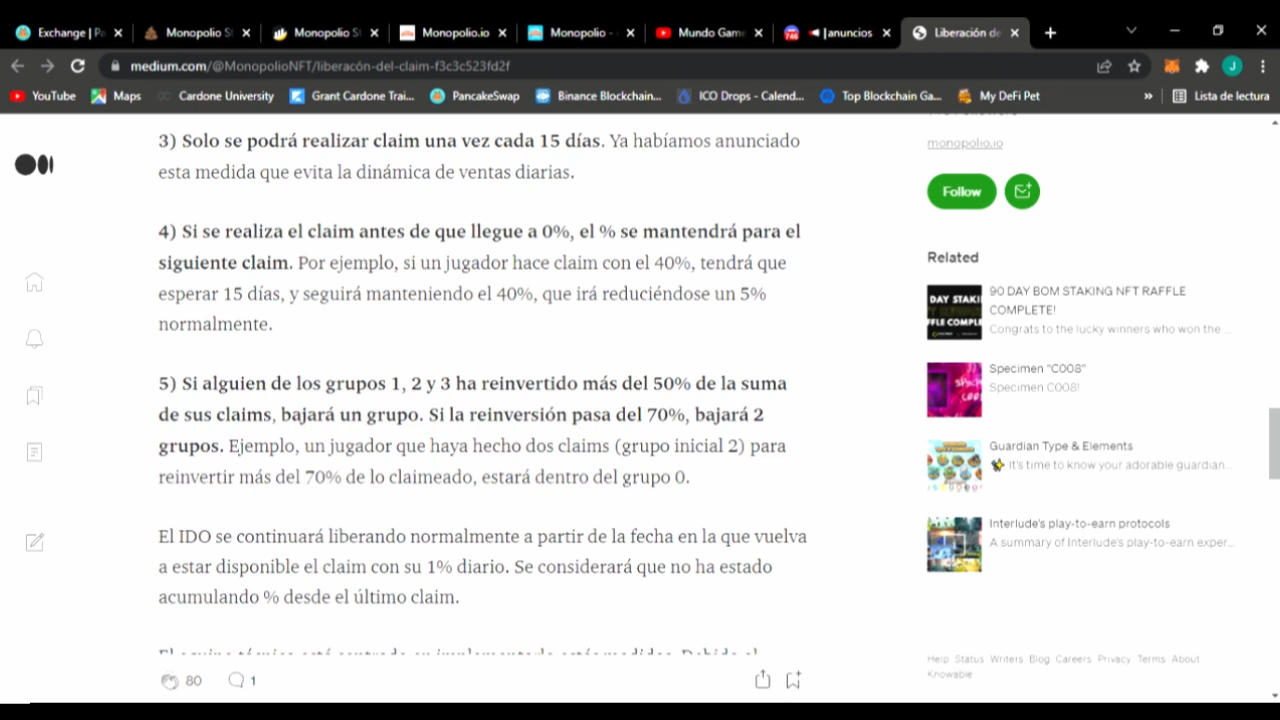 Exchange | Pa
Monopolio S
Monopolio S
Monopolio.io
Monopolio -
Mundo Gam
anuncios
Liberación de
medium.com/@MonopolioNFT/liberacón-del-claim-f3c3c523fd2f
J
YouTube
Maps
Cardone University
Grant Cardone Trai...
PancakeSwap
Binance Blockchain...
ICO Drops - Calend...
Top Blockchain Ga...
My DeFi Pet
»
Lista de lectura
3) Solo se podrá realizar claim una vez cada 15 días. Ya habíamos anunciado
esta medida que evita la dinámica de ventas diarias.
4) Si se realiza el claim antes de que llegue a 0%, el % se mantendrá para el
siguiente claim. Por ejemplo, si un jugador hace claim con el 40%, tendrá que
esperar 15 días, y seguirá manteniendo el 40%, que irá reduciéndose un 5%
normalmente.
5) Si alguien de los grupos 1, 2 y 3 ha reinvertido más del 50% de la suma
de sus claims, bajará un grupo. Si la reinversión pasa del 70%, bajará 2
grupos. Ejemplo, un jugador que haya hecho dos claims (grupo inicial 2) para
reinvertir más del 70% de lo claimeado, estará dentro del grupo 0.
El IDO se continuará liberando normalmente a partir de la fecha en la que vuelva
a estar disponible el claim con su 1% diario. Se considerará que no ha estado
acumulando % desde el último claim.
80
1
Followers
monopolio.io
Follow
Related
90 DAY BOM STAKING NFT RAFFLE
COMPLETE!
Congrats to the lucky winners who won the ...
Specimen "C008"
Specimen C008!
Guardian Type & Elements
It's time to know your adorable guardian...
Interlude's play-to-earn protocols
A summary of Interlude's play-to-earn exper...
Help Status Writers Blog Careers Privacy Terms About
Knowable